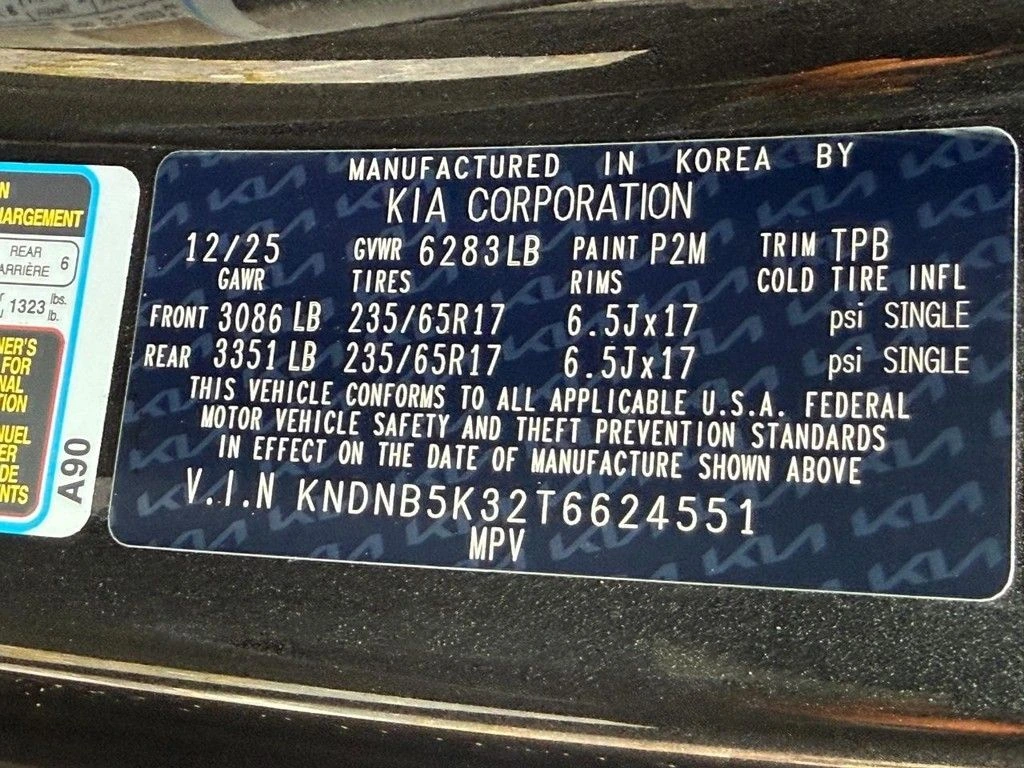 MANUFACTURED IN KOREA BY
KIA CORPORATION
12/25 GVWR 6283LB PAINT P2M TRIM TPB
GAWR TIRES RIMS COLD TIRE INFL
FRONT 3086 LB 235/65R17 6.5Jx17 psi SINGLE
REAR 3351 LB 235/65R17 6.5Jx17 psi SINGLE
THIS VEHICLE CONFORMS TO ALL APPLICABLE U.S.A. FEDERAL
MOTOR VEHICLE SAFETY AND THEFT PREVENTION STANDARDS
IN EFFECT ON THE DATE OF MANUFACTURE SHOWN ABOVE
V.I.N KNDNB5K32T6624551
MPV
REAR 6
1323 lbs.
lb.
FOR
A90